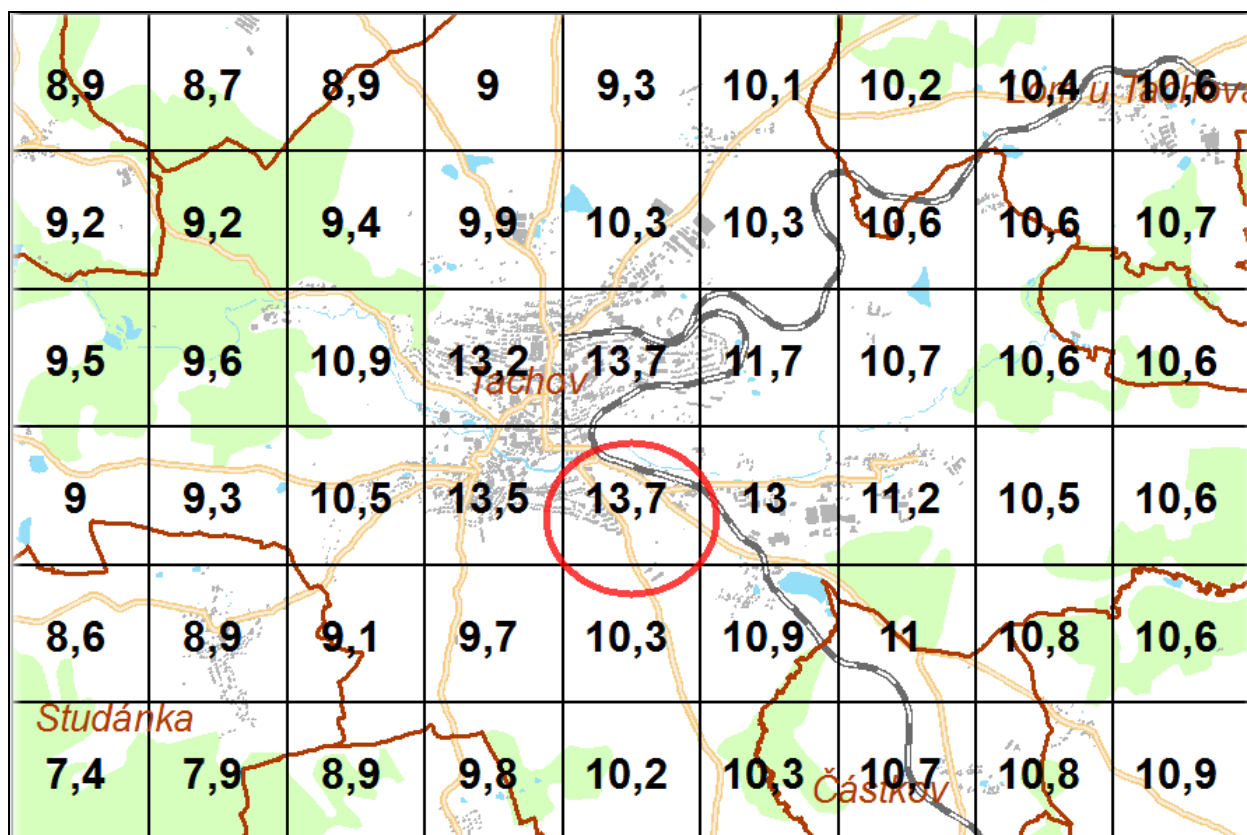 8,9 8,7 8,9 9 9,3 10,1 10,2 10,4 10,6
Lom u Tachova
9,2 9,2 9,4 9,9 10,3 10,3 10,6 10,6 10,7
9,5 9,6 10,9 13,2 13,7 11,7 10,7 10,6 10,6
Tachov
9 9,3 10,5 13,5 13,7 13 11,2 10,5 10,6
8,6 8,9 9,1 9,7 10,3 10,9 11 10,8 10,6
Studánka
7,4 7,9 8,9 9,8 10,2 10,3 10,7 10,8 10,9
Částkov